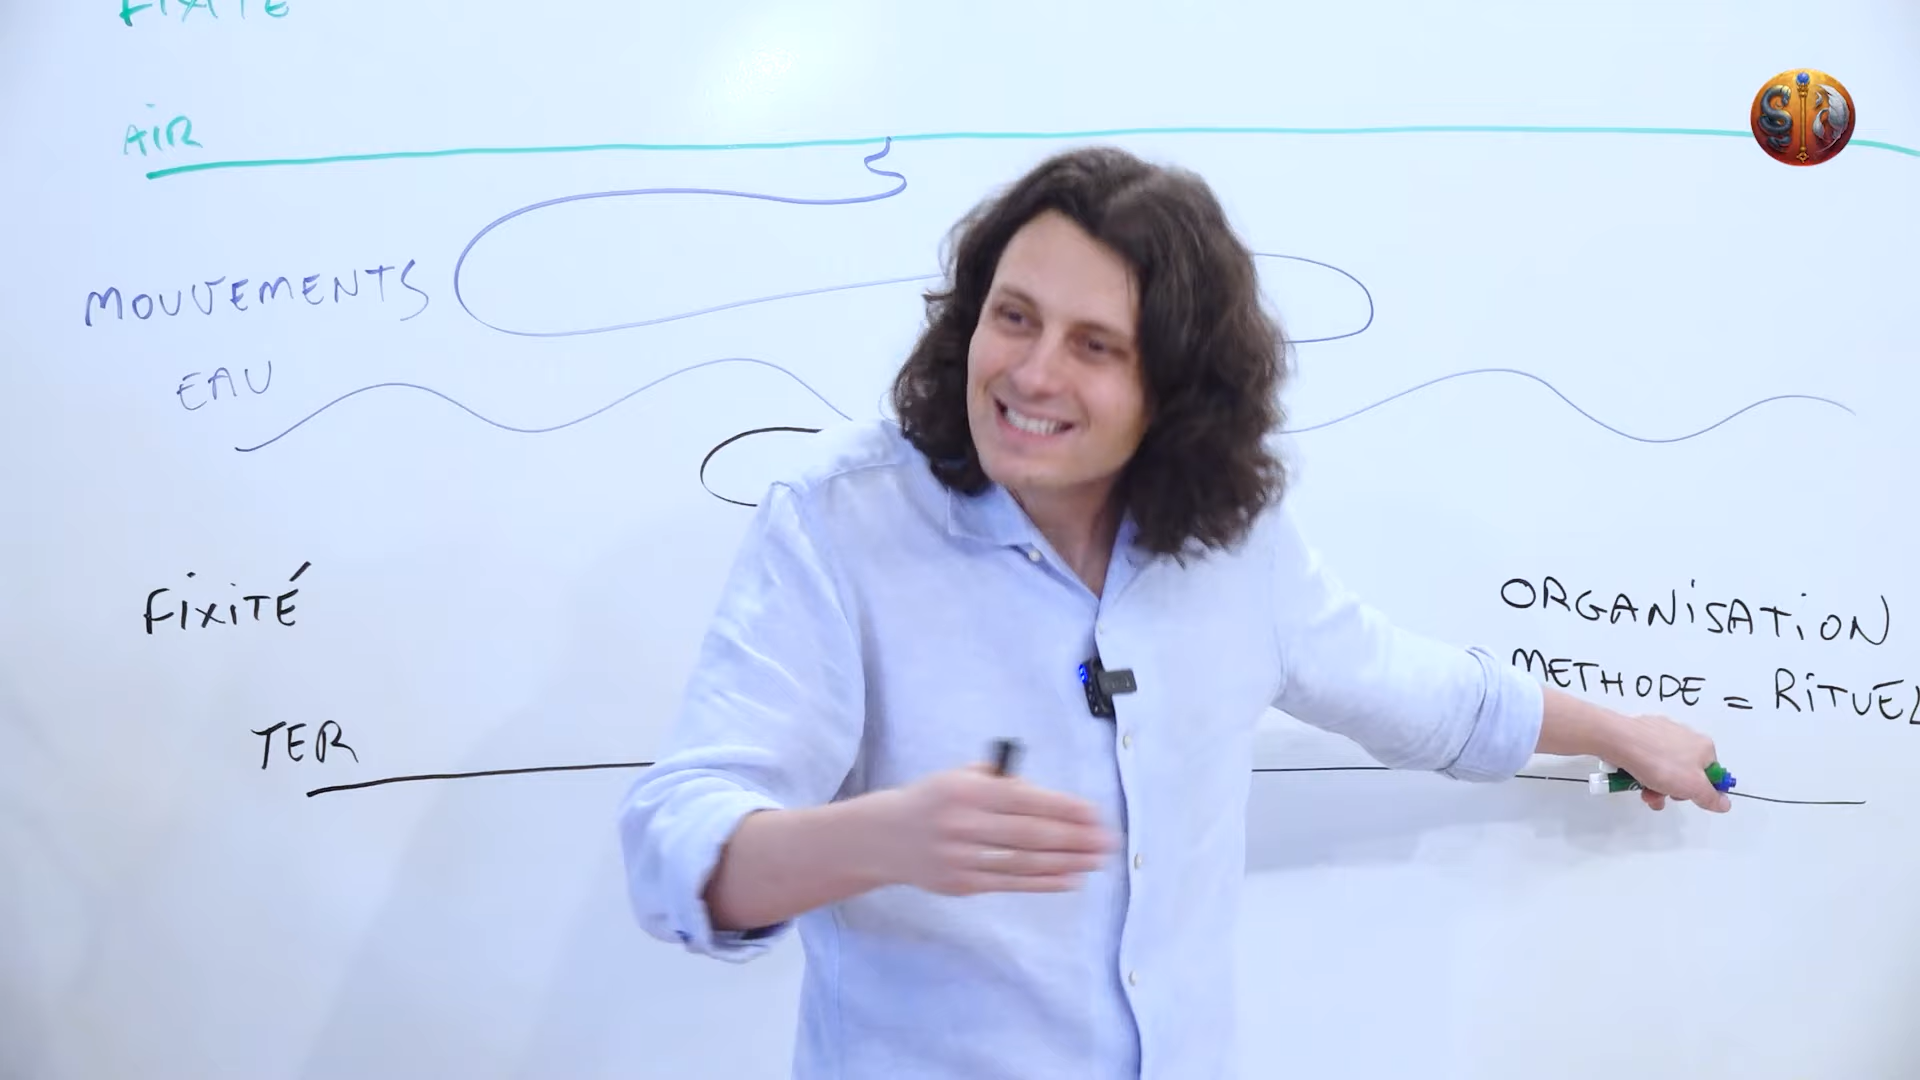 FIXITÉ
AIR
MOUVEMENTS
EAU
FIXITÉ
TER
ORGANISATION
METHODE = RITUEL